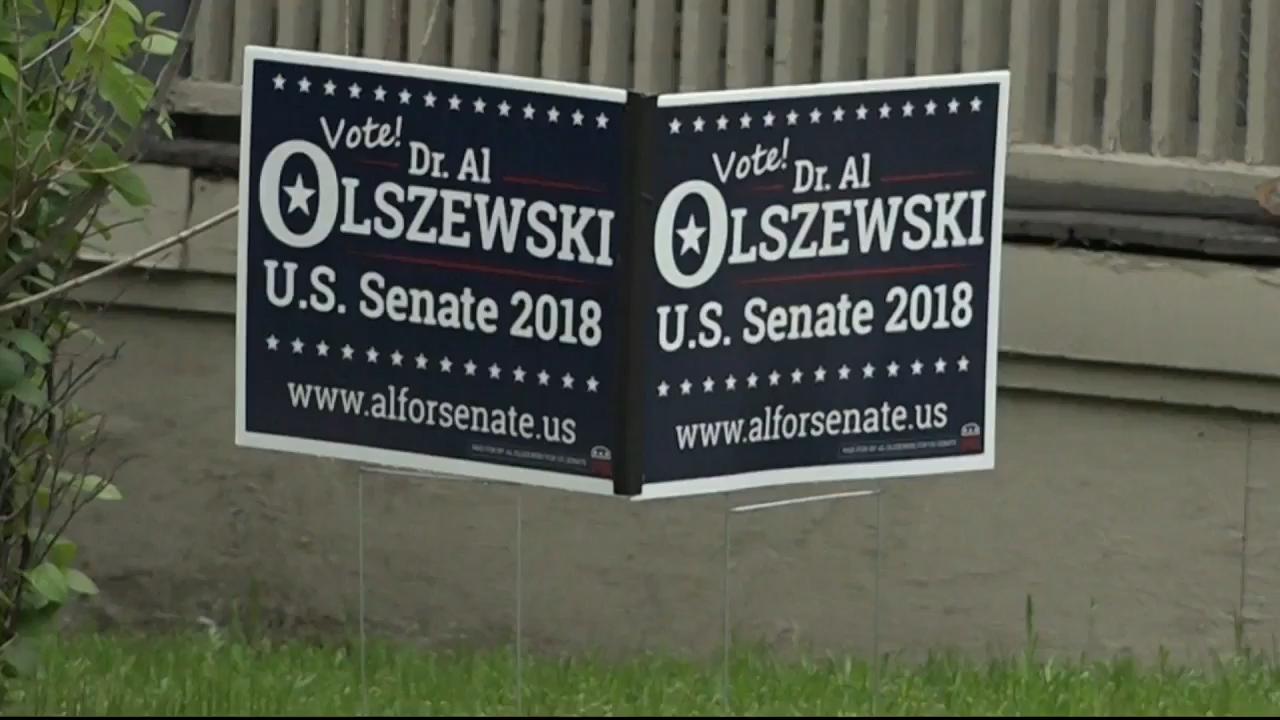 Vote!
Dr. Al
OLSZEWSKI
U.S. Senate 2018
www.alforsenate.us
Vote!
Dr. Al
OLSZEWSKI
U.S. Senate 2018
www.alforsenate.us